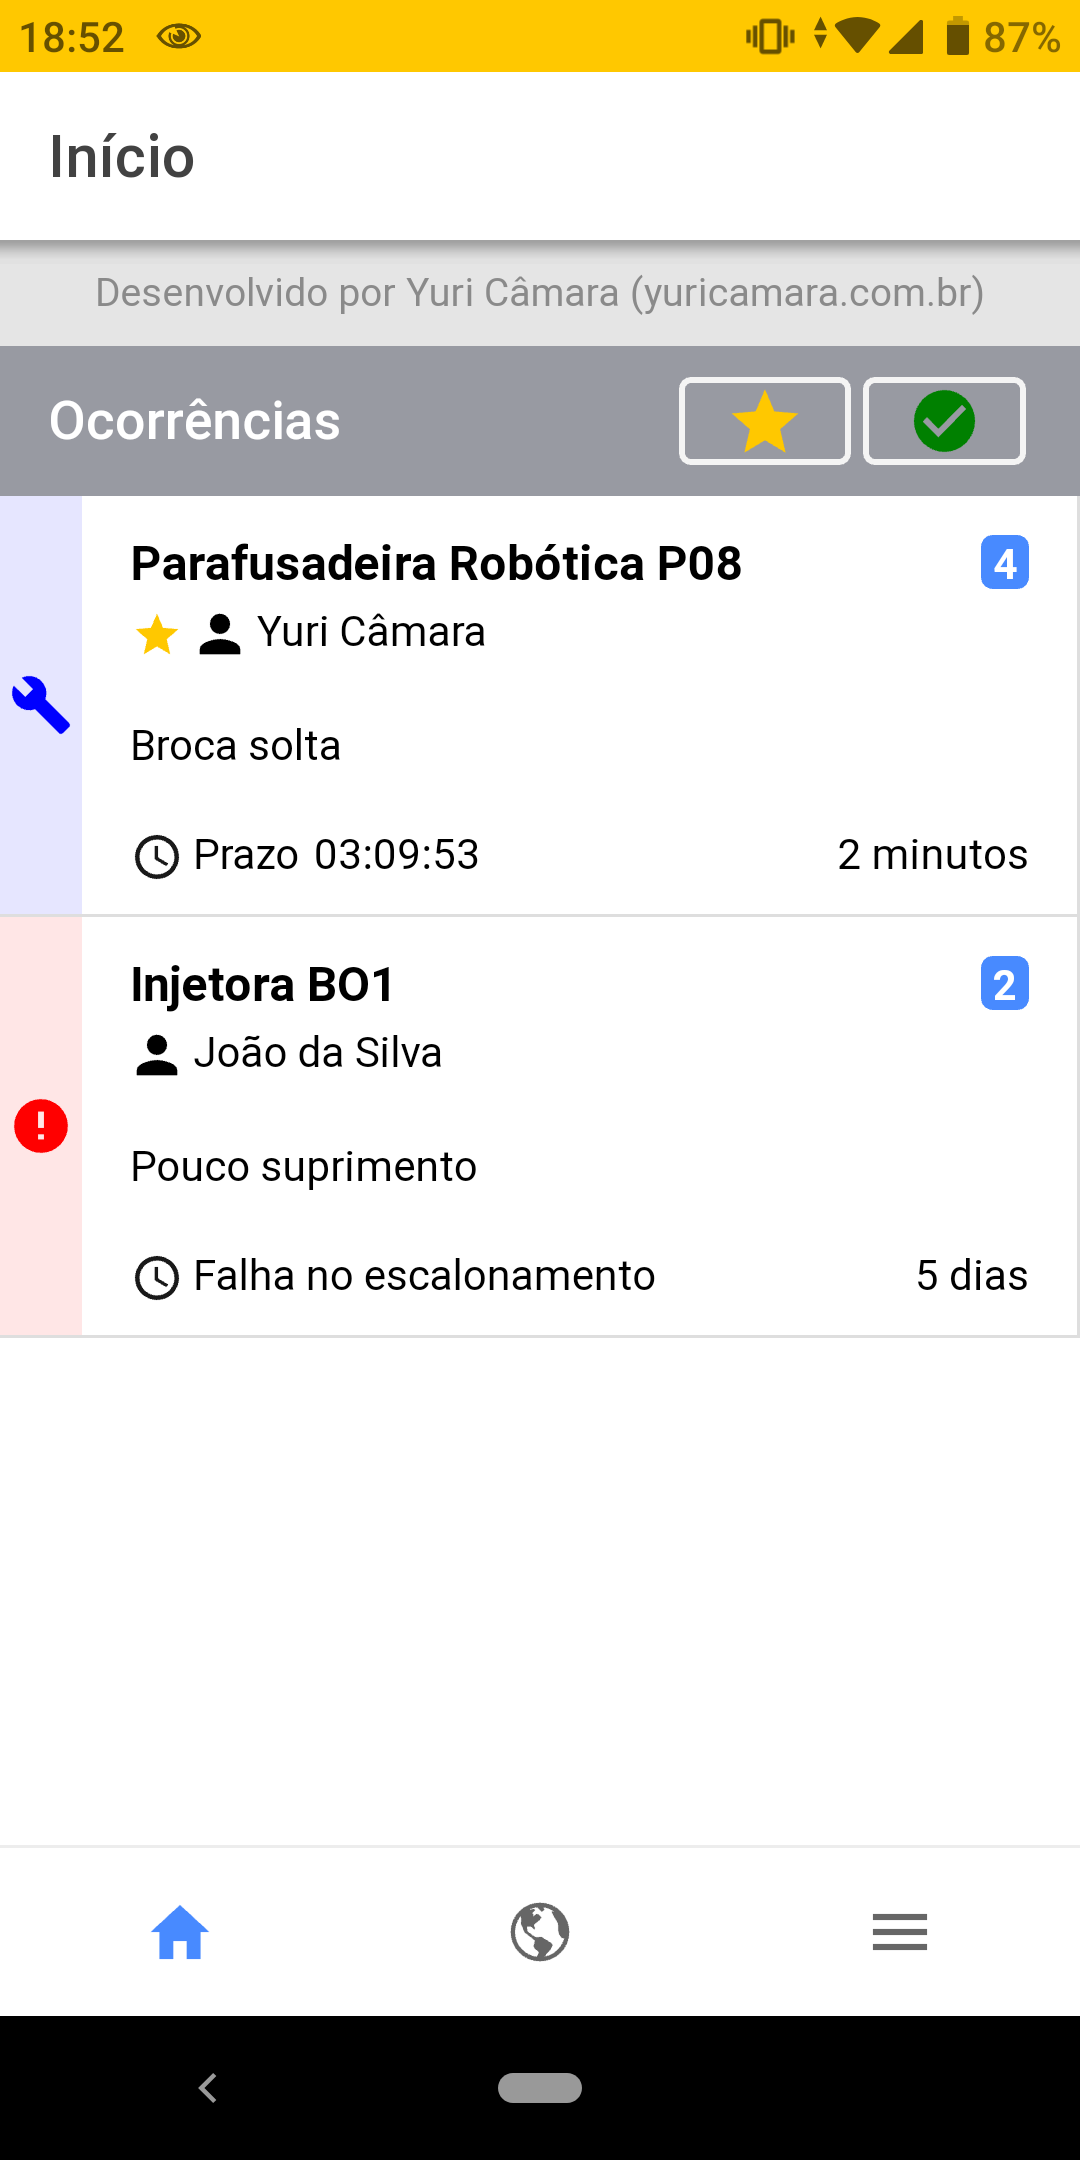 18:52 87%
Início
Desenvolvido por Yuri Câmara (yuricamara.com.br)
Ocorrências
Parafusadeira Robótica P08 4
Yuri Câmara
Broca solta
Prazo 03:09:53 2 minutos
Injetora BO1 2
João da Silva
Pouco suprimento
Falha no escalonamento 5 dias